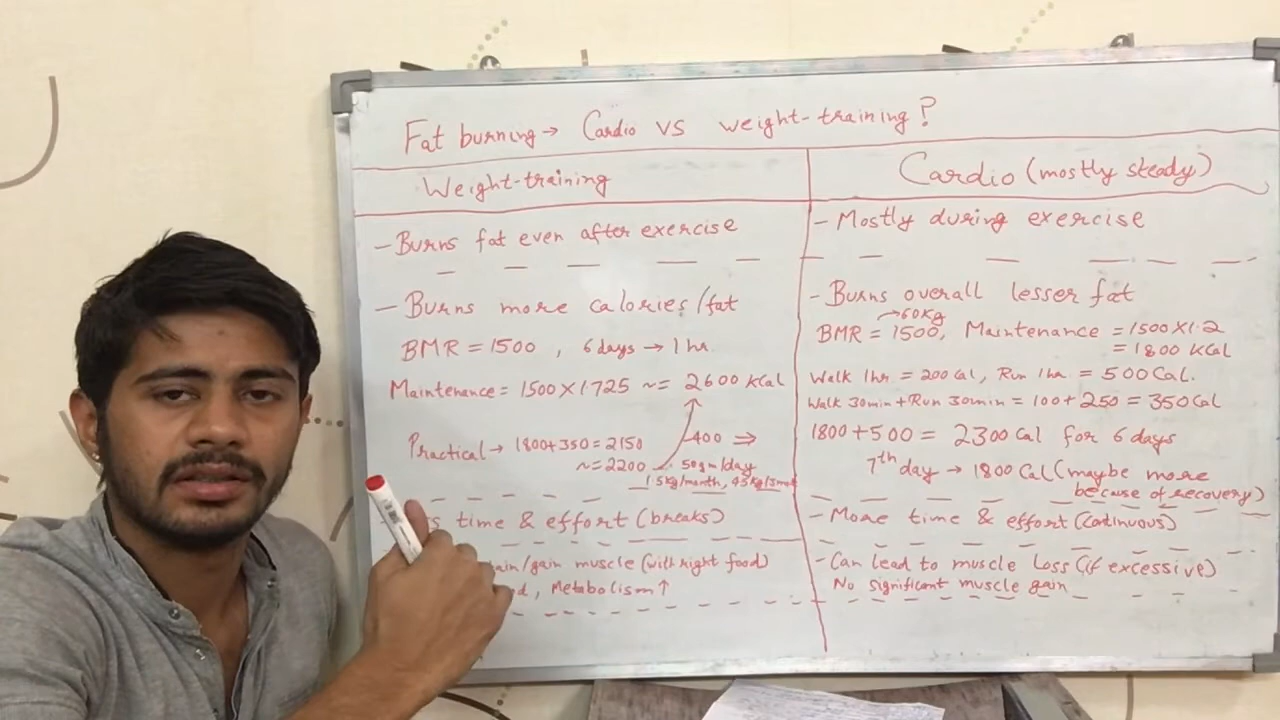 Fat burning → Cardio VS weight-training?
Weight-training
- Burns fat even after exercise
- Burns more calories/fat
BMR = 1500 , 6 days → 1 hr.
Maintenance = 1500 X 1.725 ~= 2600 KCal
Practical → 1800+350=2150
~=2200
-400 ⇒
50gm/day
1.5kg/month, 4.5kg/3mon
time & effort (breaks)
ain/gain muscle (with right food)
, Metabolism ↑
Cardio (mostly steady)
- Mostly during exercise
- Burns overall lesser fat
→60Kg
BMR = 1500, Maintenance = 1500 X 1.2
= 1800 KCal
Walk 1hr = 200 Cal, Run 1hr = 500 Cal.
Walk 30min + Run 30min = 100 + 250 = 350 Cal
1800 + 500 = 2300 Cal for 6 days
7th day → 1800 Cal (maybe more
because of recovery)
- More time & effort (Continuous)
- Can lead to muscle Loss (if excessive)
No significant muscle gain